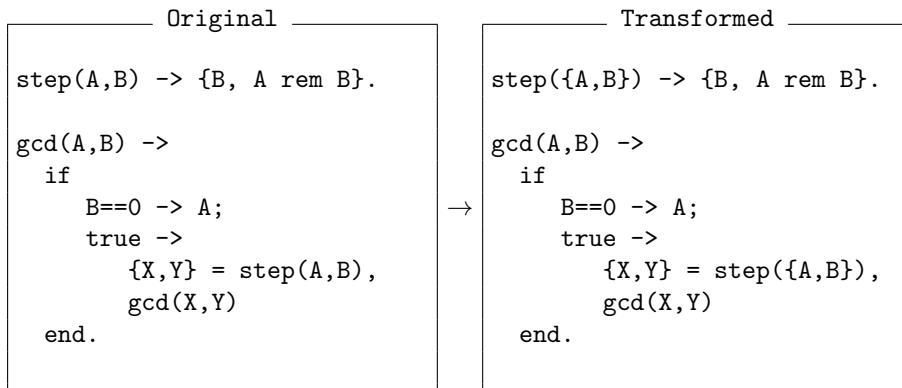 Original
step(A,B) -> {B, A rem B}.
gcd(A,B) ->
if
B==0 -> A;
true ->
{X,Y} = step(A,B),
gcd(X,Y)
end.
→
Transformed
step({A,B}) -> {B, A rem B}.
gcd(A,B) ->
if
B==0 -> A;
true ->
{X,Y} = step({A,B}),
gcd(X,Y)
end.